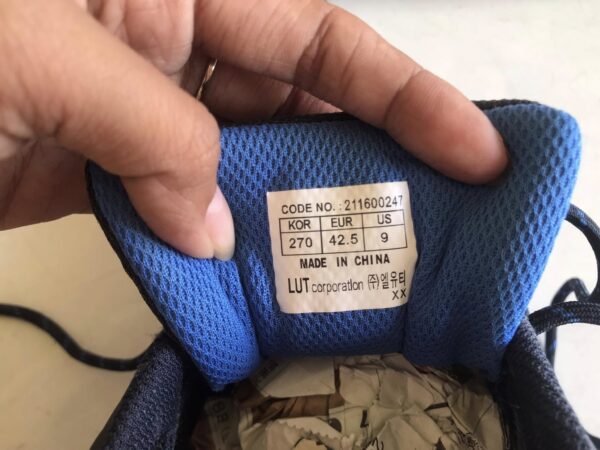 CODE NO. : 211600247
KOR EUR US
270 42.5 9
MADE IN CHINA
LUT corporation (주)엘유티
XX